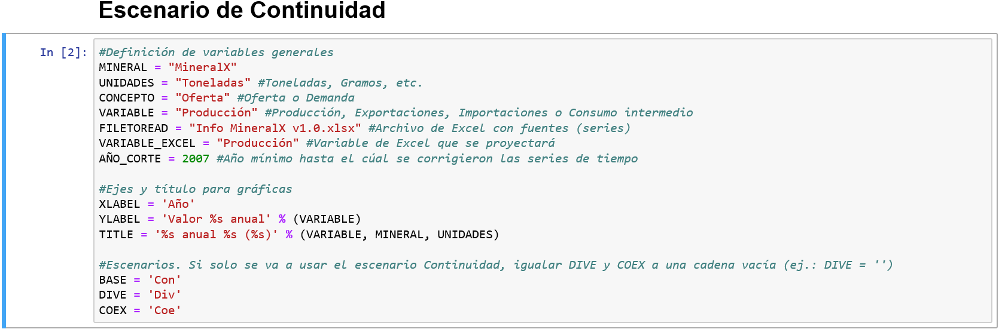 Escenario de Continuidad
In [2]:
#Definición de variables generales
MINERAL = "MineralX"
UNIDADES = "Toneladas" #Toneladas, Gramos, etc.
CONCEPTO = "Oferta" #Oferta o Demanda
VARIABLE = "Producción" #Producción, Exportaciones, Importaciones o Consumo intermedio
FILETOREAD = "Info MineralX v1.0.xlsx" #Archivo de Excel con fuentes (series)
VARIABLE_EXCEL = "Producción" #Variable de Excel que se proyectará
AÑO_CORTE = 2007 #Año mínimo hasta el cúal se corrigieron las series de tiempo
#Ejes y título para gráficas
XLABEL = 'Año'
YLABEL = 'Valor %s anual' % (VARIABLE)
TITLE = '%s anual %s (%s)' % (VARIABLE, MINERAL, UNIDADES)
#Escenarios. Si solo se va a usar el escenario Continuidad, igualar DIVE y COEX a una cadena vacía (ej.: DIVE = '')
BASE = 'Con'
DIVE = 'Div'
COEX = 'Coe'